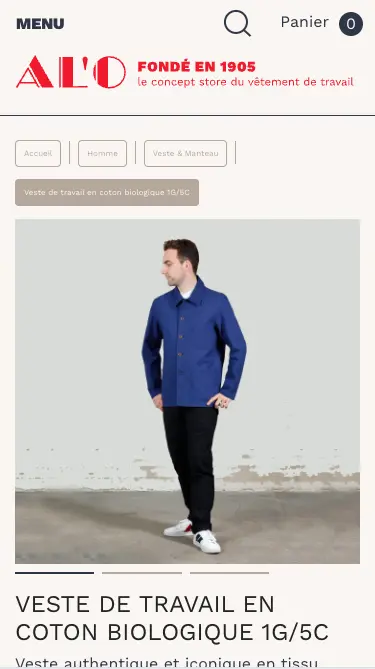 MENU
Panier 0
AL'O
FONDÉ EN 1905
le concept store du vêtement de travail
Accueil
Homme
Veste & Manteau
Veste de travail en coton biologique 1G/5C
VESTE DE TRAVAIL EN
COTON BIOLOGIQUE 1G/5C
Veste authentique et iconique en tissu